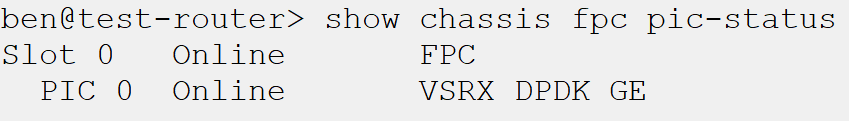 ben@test-router> show chassis fpc pic-status
Slot 0   Online       FPC
  PIC 0  Online       VSRX DPDK GE